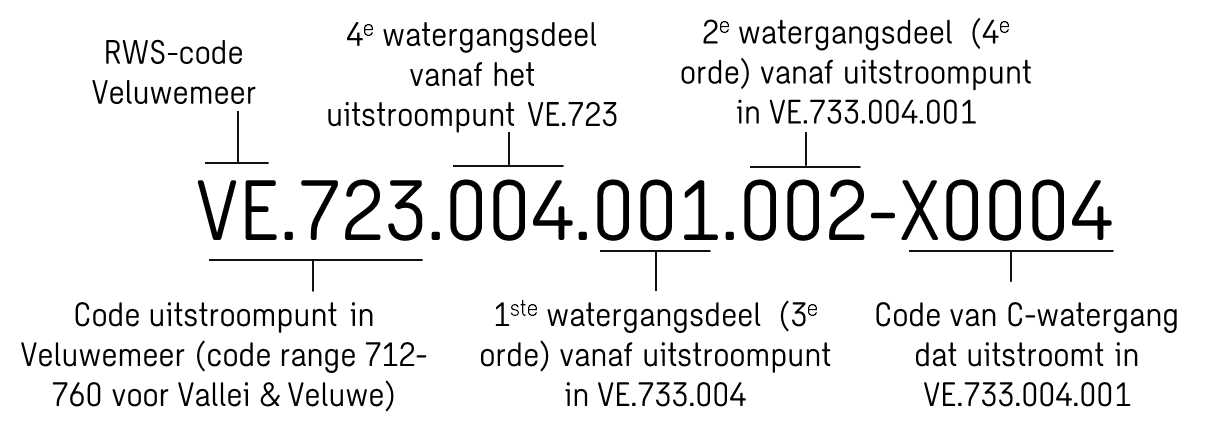 RWS-code
Veluwemeer
4e watergangsdeel
vanaf het
uitstroompunt VE.723
2e watergangsdeel (4e
orde) vanaf uitstroompunt
in VE.733.004.001
VE.723.004.001.002-X0004
Code uitstroompunt in
Veluwemeer (code range 712-
760 voor Vallei & Veluwe)
1ste watergangsdeel (3e
orde) vanaf uitstroompunt
in VE.733.004
Code van C-watergang
dat uitstroomt in
VE.733.004.001